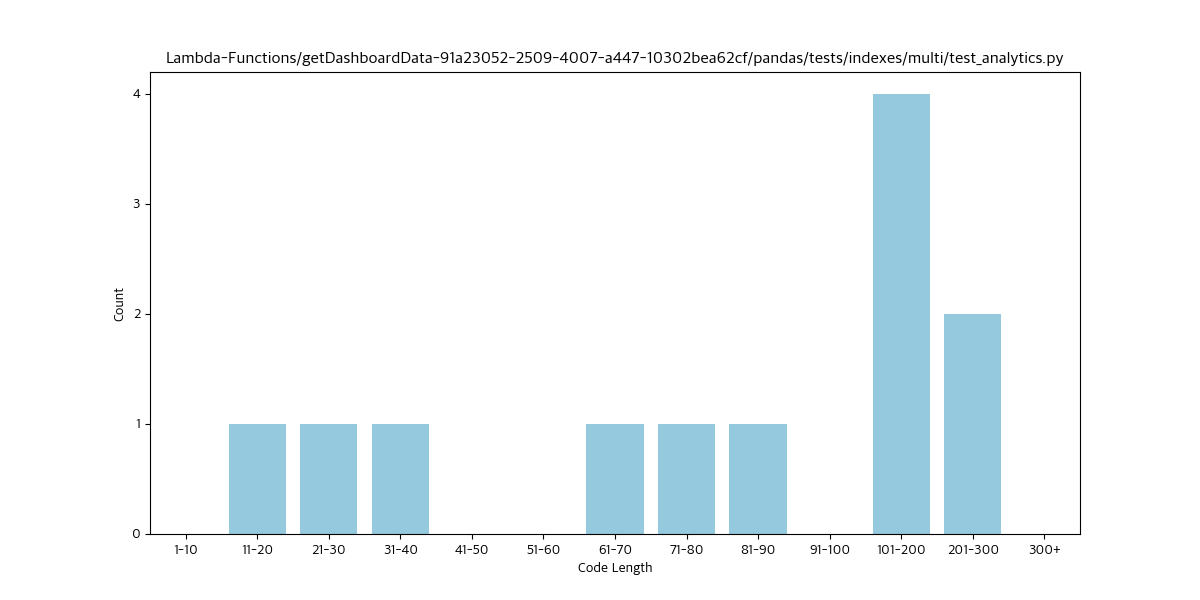 Lambda-Functions/getDashboardData-91a23052-2509-4007-a447-10302bea62cf/pandas/tests/indexes/multi/test_analytics.py
4
3
2
1
0
Count
1-10 11-20 21-30 31-40 41-50 51-60 61-70 71-80 81-90 91-100 101-200 201-300 300+
Code Length